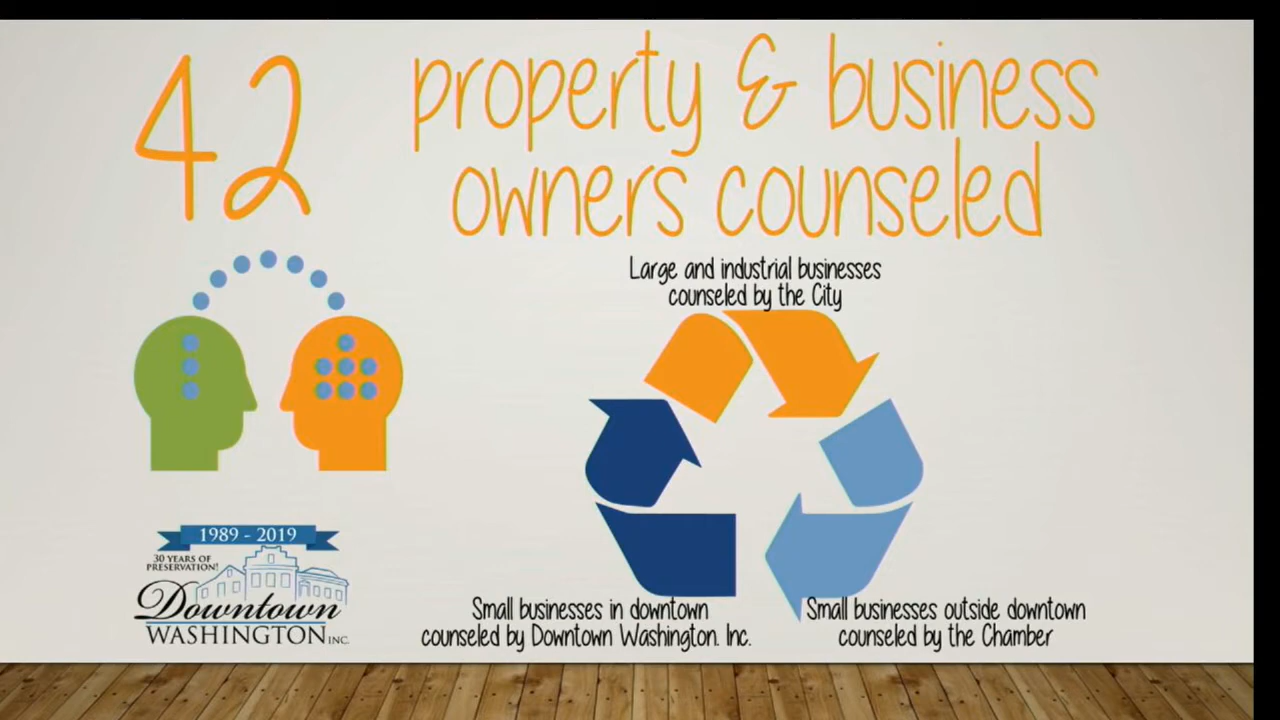 42
property & business
owners counseled
Large and industrial businesses
counseled by the City
1989 - 2019
30 YEARS OF
PRESERVATION!
Downtown
WASHINGTON INC.
Small businesses in downtown
counseled by Downtown Washington. Inc.
Small businesses outside downtown
counseled by the Chamber